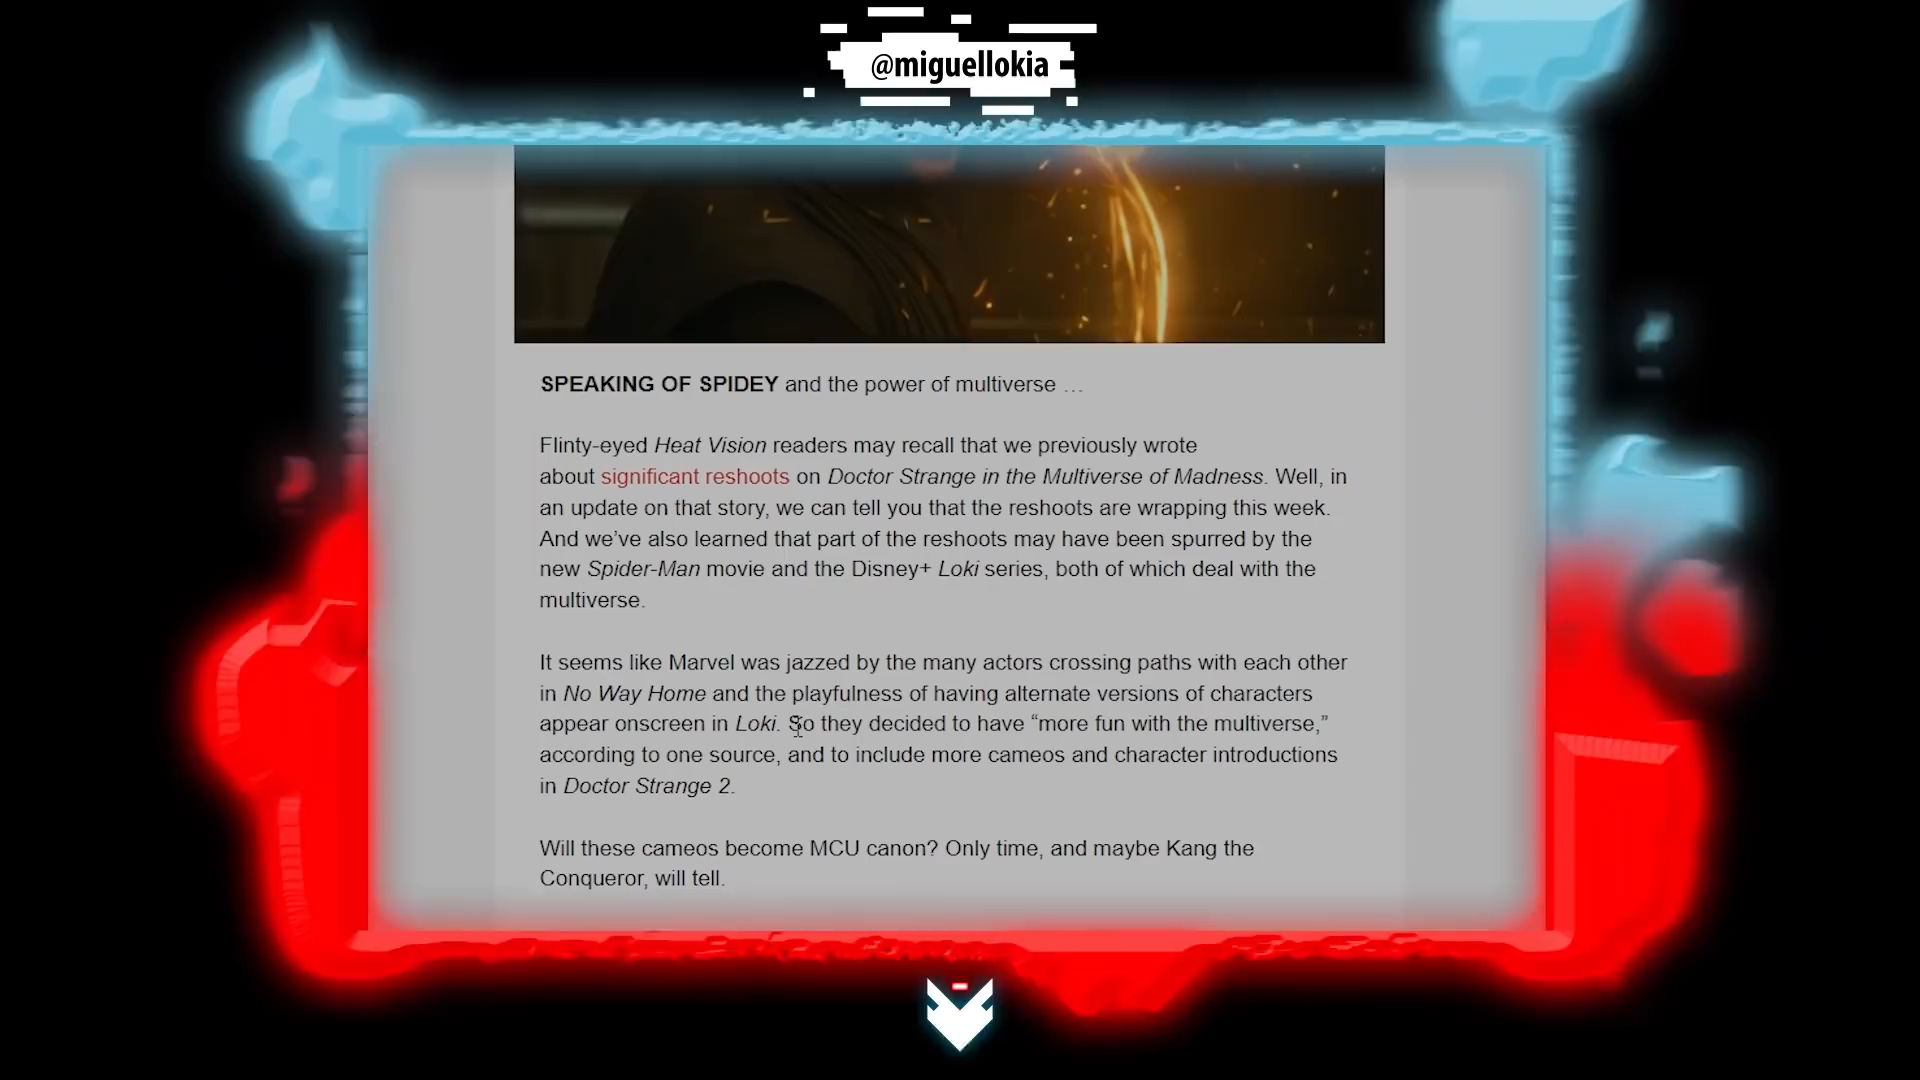 @miguellokia
SPEAKING OF SPIDEY and the power of multiverse …
Flinty-eyed Heat Vision readers may recall that we previously wrote
about significant reshoots on Doctor Strange in the Multiverse of Madness. Well, in
an update on that story, we can tell you that the reshoots are wrapping this week.
And we’ve also learned that part of the reshoots may have been spurred by the
new Spider-Man movie and the Disney+ Loki series, both of which deal with the
multiverse.
It seems like Marvel was jazzed by the many actors crossing paths with each other
in No Way Home and the playfulness of having alternate versions of characters
appear onscreen in Loki. So they decided to have “more fun with the multiverse,”
according to one source, and to include more cameos and character introductions
in Doctor Strange 2.
Will these cameos become MCU canon? Only time, and maybe Kang the
Conqueror, will tell.